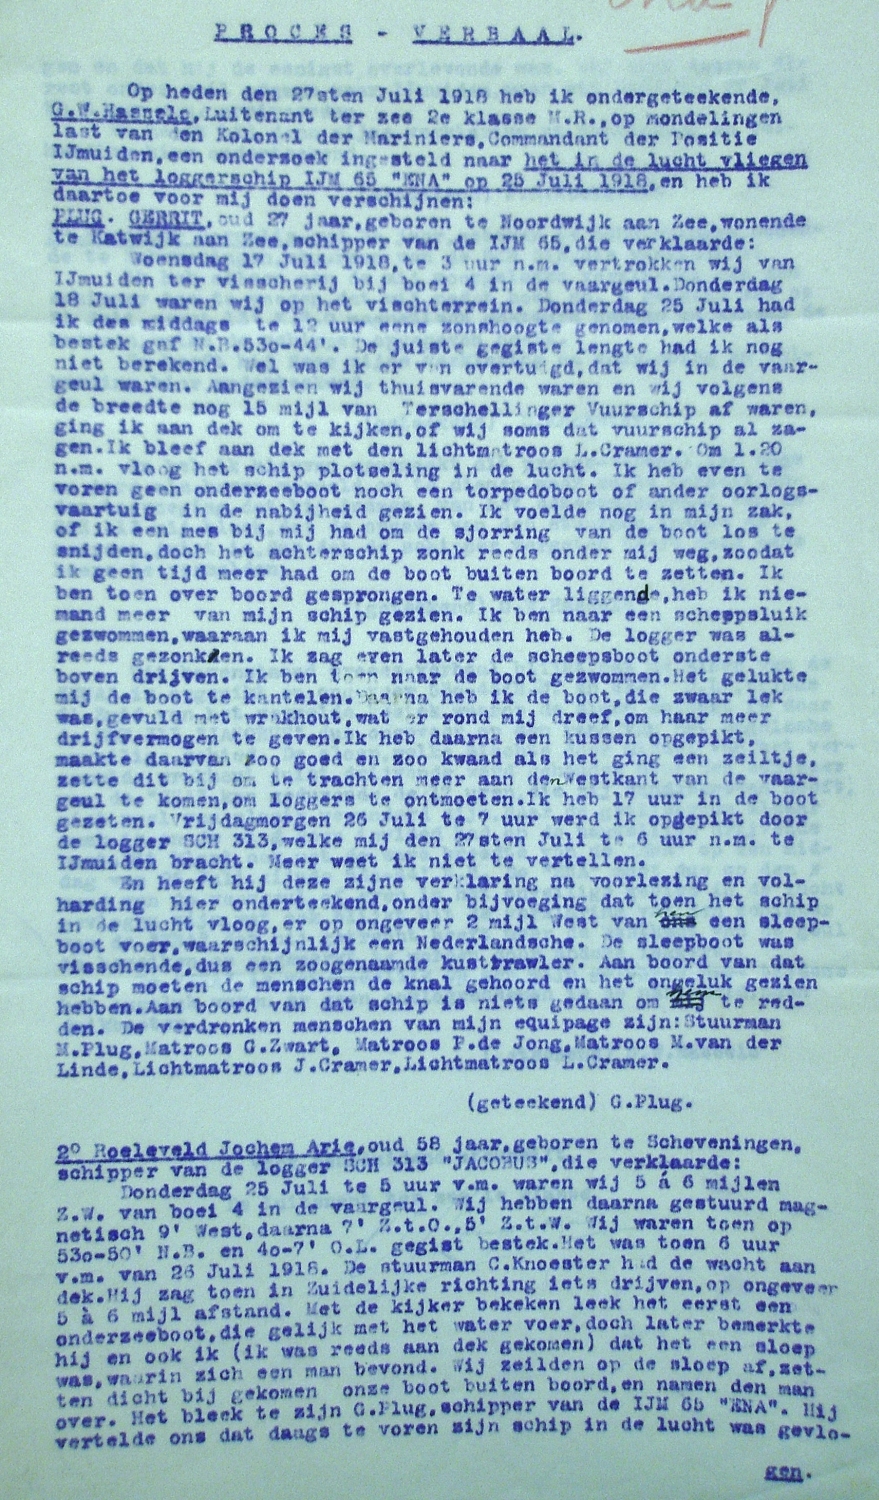 PROCES - VERBAAL.
Op heden den 27sten Juli 1918 heb ik ondergeteekende,
G.W. Luitenant ter zee 2e klasse M.R.,op mondelingen
last van den Kolonel der Mariniers,Commandant der Positie
IJmuiden,een onderzoek ingesteld naar het in de lucht vliegen
van het loggerschip IJM 65 "ENA" op 25 Juli 1918,en heb ik
daartoe voor mij doen verschijnen:
PLUG. GERRIT,oud 27 jaar,geboren te Noordwijk aan Zee,wonende
te Katwijk aan Zee,schipper van de IJM 65,die verklaarde:
Woensdag 17 Juli 1918,te 3 uur n.m. vertrokken wij van
IJmuiden ter visscherij bij boei 4 in de vaargeul.Donderdag
18 Juli waren wij op het vischterrein. Donderdag 25 Juli had
ik des middags te 12 uur eene zonshoogte genomen,welke als
bestek gaf N.B.53o-44'. De juiste gegiste lengte had ik nog
niet berekend. Wel was ik er van overtuigd,dat wij in de vaar-
geul waren. Aangezien wij thuisvarende waren en wij volgens
de breedte nog 15 mijl van Terschellinger Vuurschip af waren,
ging ik aan dek om te kijken,of wij soms dat vuurschip al za-
gen.Ik bleef aan dek met den lichtmatroos L.Cramer. Om 1.20
n.m. vloog het schip plotseling in de lucht. Ik heb even te
voren geen onderzeeboot noch een torpedoboot of ander oorlogs-
vaartuig in de nabijheid gezien. Ik voelde nog in mijn zak,
of ik een mes bij mij had om de sjorring van de boot los te
snijden,doch het achterschip zonk reeds onder mij weg,zoodat
ik geen tijd meer had om de boot buiten boord te zetten. Ik
ben toen over boord gesprongen. Te water liggende,heb ik nie-
mand meer van mijn schip gezien. Ik ben naar een scheepsluik
gezwommen,waaraan ik mij vastgehouden heb. De logger was al-
reeds gezonken. Ik zag even later de scheepsboot onderste
boven drijven. Ik ben toen naar de boot gezwommen.Het gelukte
mij de boot te kantelen.Daarna heb ik de boot,die zwaar lek
was,gevuld met wrakhout,wat er rond mij dreef,om haar meer
drijfvermogen te geven.Ik heb daarna een kussen opgepikt,
maakte daarvan zoo goed en zoo kwaad als het ging een zeiltje,
zette dit bij om te trachten meer aan den Westkant van de vaar-
geul te komen,om loggers te ontmoeten.Ik heb 17 uur in de boot
gezeten. Vrijdagmorgen 26 Juli te 7 uur werd ik opgepikt door
de logger SCH 313,welke mij den 27sten Juli te 6 uur n.m. te
IJmuiden bracht. Meer weet ik niet te vertellen.
En heeft hij deze zijne verklaring na voorlezing en vol-
harding hier onderteekend,onder bijvoeging dat toen het schip
in de lucht vloog,er op ongeveer 2 mijl West van hem een sleep-
boot voer,waarschijnlijk een Nederlandsche. De sleepboot was
visschende,dus een zoogenaamde kusttrawler. Aan boord van dat
schip moeten de menschen de knal gehoord en het ongeluk gezien
hebben.Aan boord van dat schip is niets gedaan om hem te red-
den. De verdronken menschen van mijn equipage zijn:Stuurman
M.Plug,Matroos C.Zwart, Matroos P.de Jong,Matroos M.van der
Linde,Lichtmatroos J.Cramer,Lichtmatroos L.Cramer.
(geteekend) G.Plug.
2° Roeleveld Jochem Arie,oud 58 jaar,geboren te Scheveningen,
schipper van de logger SCH 313 "JACOBUS",die verklaarde:
Donderdag 25 Juli te 5 uur v.m. waren wij 5 á 6 mijlen
Z.W. van boei 4 in de vaargeul. Wij hebben daarna gestuurd mag-
netisch 9' West,daarna 7' Z.t.O.,5' Z.t.W. Wij waren toen op
53o-50' N.B. en 4o-7' O.L. gegist bestek.Het was toen 6 uur
v.m. van 26 Juli 1918. De stuurman C.Knoester had de wacht aan
dek.Hij zag toen in Zuidelijke richting iets drijven,op ongeveer
5 à 6 mijl afstand. Met de kijker bekeken leek het eerst een
onderzeeboot,die gelijk met het water voer,doch later bemerkte
hij en ook ik (ik was reeds aan dek gekomen) dat het een sloep
was,waarin zich een man bevond. Wij zeilden op de sloep af,zet-
ten dicht bij gekomen onze boot buiten boord,en namen den man
over. Het bleek te zijn G.Plug,schipper van de IJM 65 "ENA". Hij
vertelde ons dat daags te voren zijn schip in de lucht was gevlo-
gen.